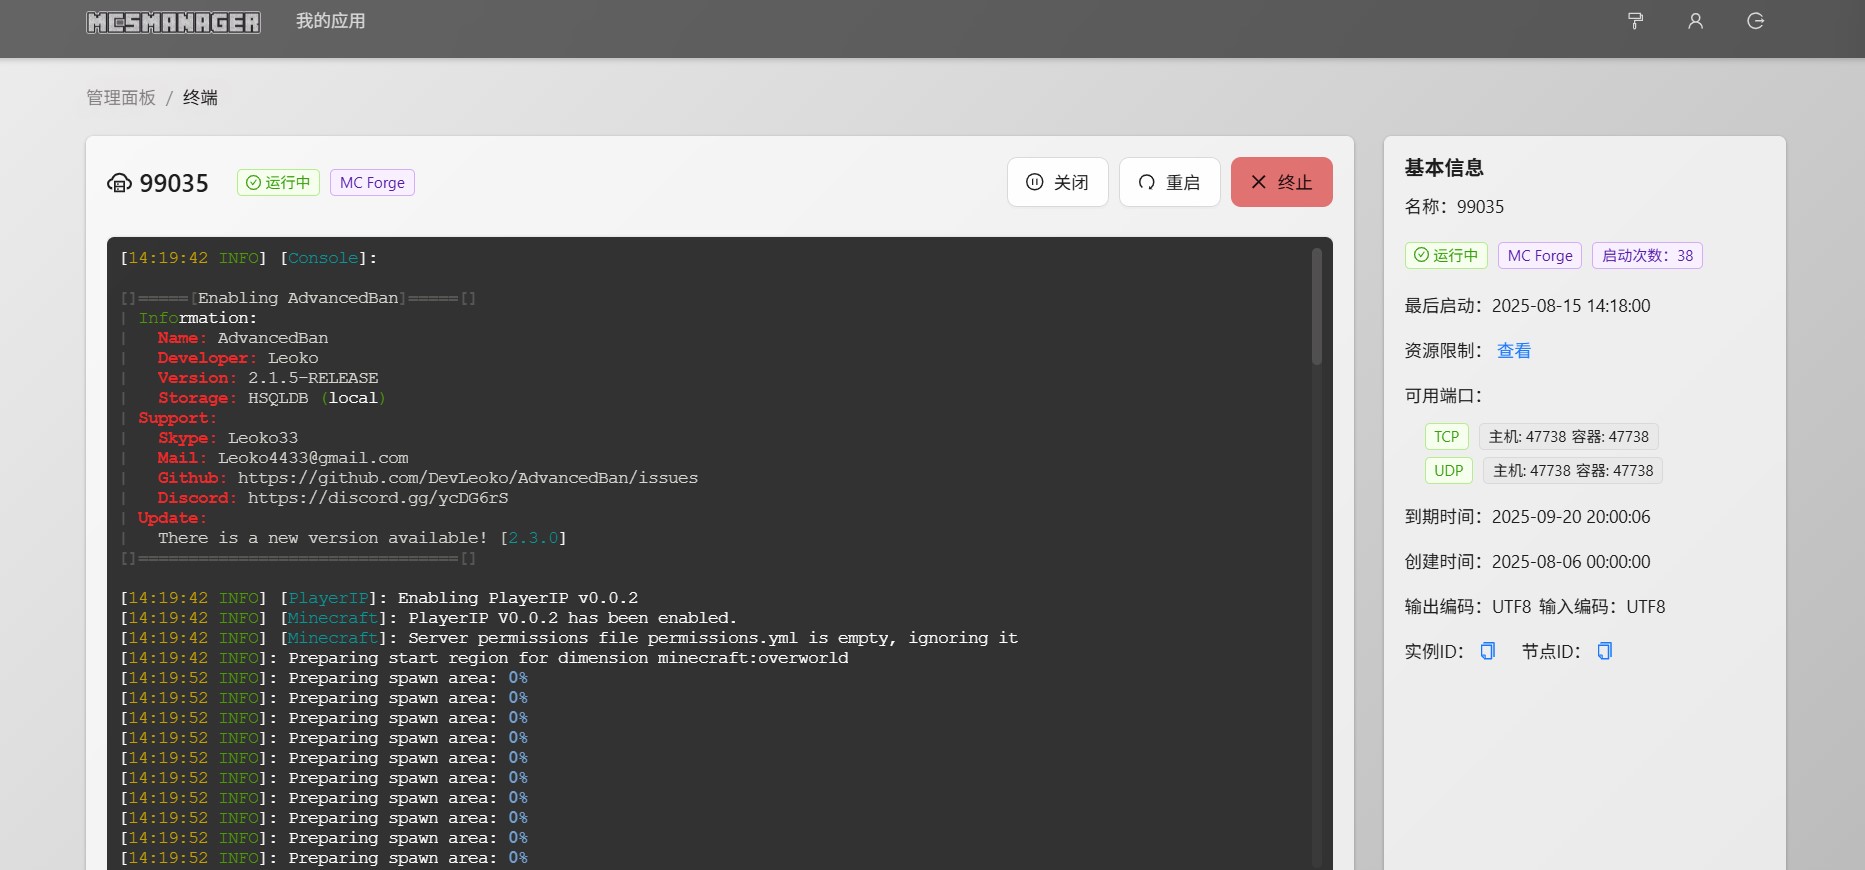 MCSMANAGER 我的应用
管理面板 / 终端
99035 运行中 MC Forge 关闭 重启 终止
[14:19:42 INFO] [Console]:
[]=====[Enabling AdvancedBan]=====[]
| Information:
|   Name: AdvancedBan
|   Developer: Leoko
|   Version: 2.1.5-RELEASE
|   Storage: HSQLDB (local)
| Support:
|   Skype: Leoko33
|   Mail: Leoko4433@gmail.com
|   Github: https://github.com/DevLeoko/AdvancedBan/issues
|   Discord: https://discord.gg/ycDG6rS
| Update:
|   There is a new version available! [2.3.0]
[]================================[]
[14:19:42 INFO] [PlayerIP]: Enabling PlayerIP v0.0.2
[14:19:42 INFO] [Minecraft]: PlayerIP V0.0.2 has been enabled.
[14:19:42 INFO] [Minecraft]: Server permissions file permissions.yml is empty, ignoring it
[14:19:42 INFO]: Preparing start region for dimension minecraft:overworld
[14:19:52 INFO]: Preparing spawn area: 0%
[14:19:52 INFO]: Preparing spawn area: 0%
[14:19:52 INFO]: Preparing spawn area: 0%
[14:19:52 INFO]: Preparing spawn area: 0%
[14:19:52 INFO]: Preparing spawn area: 0%
[14:19:52 INFO]: Preparing spawn area: 0%
[14:19:52 INFO]: Preparing spawn area: 0%
[14:19:52 INFO]: Preparing spawn area: 0%
[14:19:52 INFO]: Preparing spawn area: 0%
[14:19:52 INFO]: Preparing spawn area: 0%
基本信息
名称：99035
运行中 MC Forge 启动次数：38
最后启动：2025-08-15 14:18:00
资源限制：查看
可用端口：
TCP 主机: 47738 容器: 47738
UDP 主机: 47738 容器: 47738
到期时间：2025-09-20 20:00:06
创建时间：2025-08-06 00:00:00
输出编码：UTF8 输入编码：UTF8
实例ID： 节点ID：